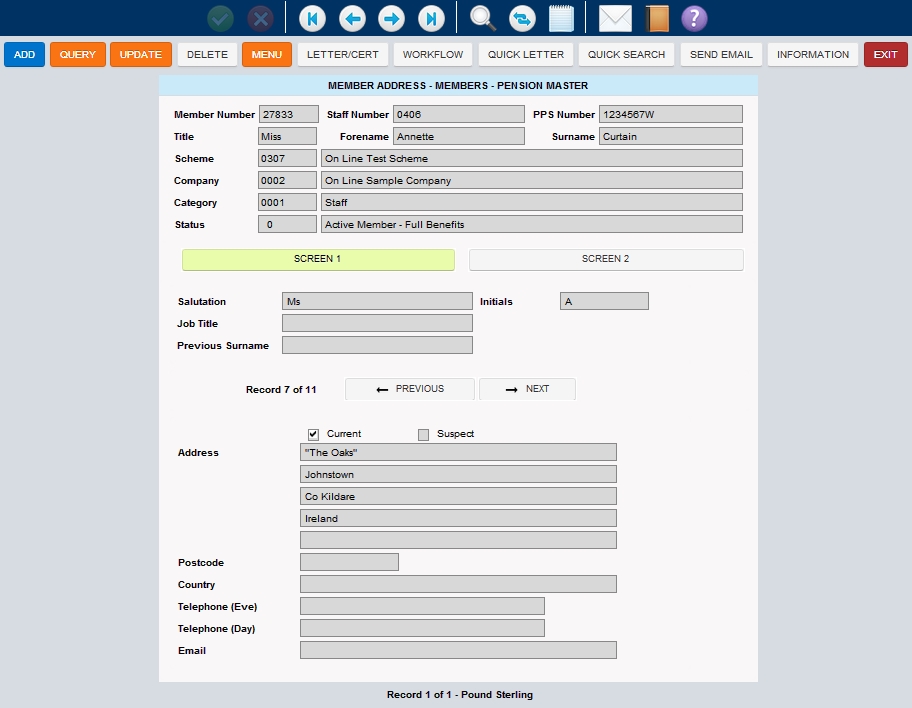 ?
ADD QUERY UPDATE DELETE MENU LETTER/CERT WORKFLOW QUICK LETTER QUICK SEARCH SEND EMAIL INFORMATION EXIT
MEMBER ADDRESS - MEMBERS - PENSION MASTER
Member Number 27833 Staff Number 0406 PPS Number 1234567W
Title Miss Forename Annette Surname Curtain
Scheme 0307 On Line Test Scheme
Company 0002 On Line Sample Company
Category 0001 Staff
Status 0 Active Member - Full Benefits
SCREEN 1 SCREEN 2
Salutation Ms Initials A
Job Title
Previous Surname
Record 7 of 11 ← PREVIOUS → NEXT
Current Suspect
Address "The Oaks"
Johnstown
Co Kildare
Ireland
Postcode
Country
Telephone (Eve)
Telephone (Day)
Email
Record 1 of 1 - Pound Sterling